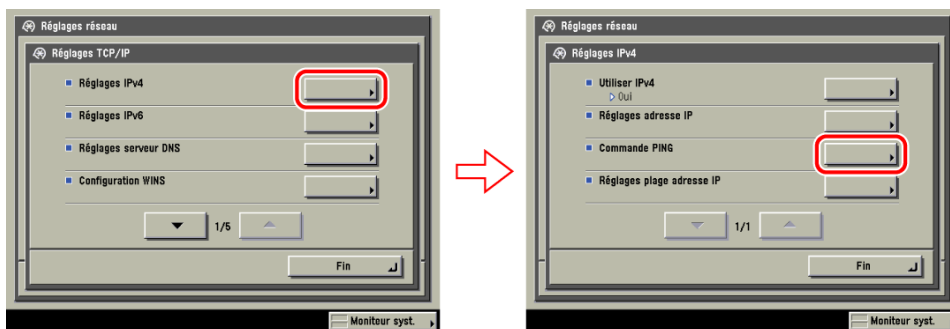 Réglages réseau
Réglages TCP/IP
Réglages IPv4
Réglages IPv6
Réglages serveur DNS
Configuration WINS
1/5
Fin
Moniteur syst.
Réglages réseau
Réglages IPv4
Utiliser IPv4
Oui
Réglages adresse IP
Commande PING
Réglages plage adresse IP
1/1
Fin
Moniteur syst.